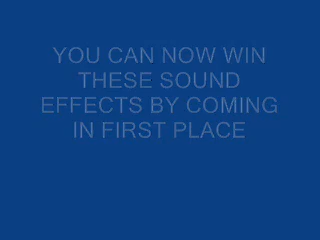 YOU CAN NOW WIN
THESE SOUND
EFFECTS BY COMING
IN FIRST PLACE